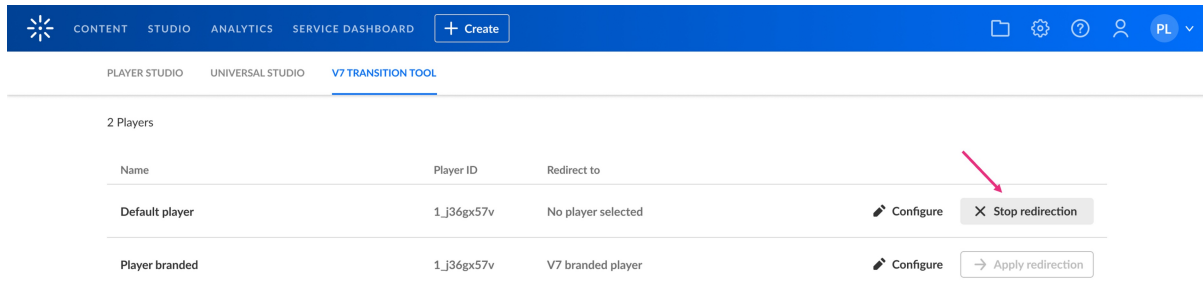 CONTENT STUDIO ANALYTICS SERVICE DASHBOARD + Create PL
PLAYER STUDIO UNIVERSAL STUDIO V7 TRANSITION TOOL
2 Players
Name Player ID Redirect to
Default player 1_j36gx57v No player selected Configure Stop redirection
Player branded 1_j36gx57v V7 branded player Configure Apply redirection